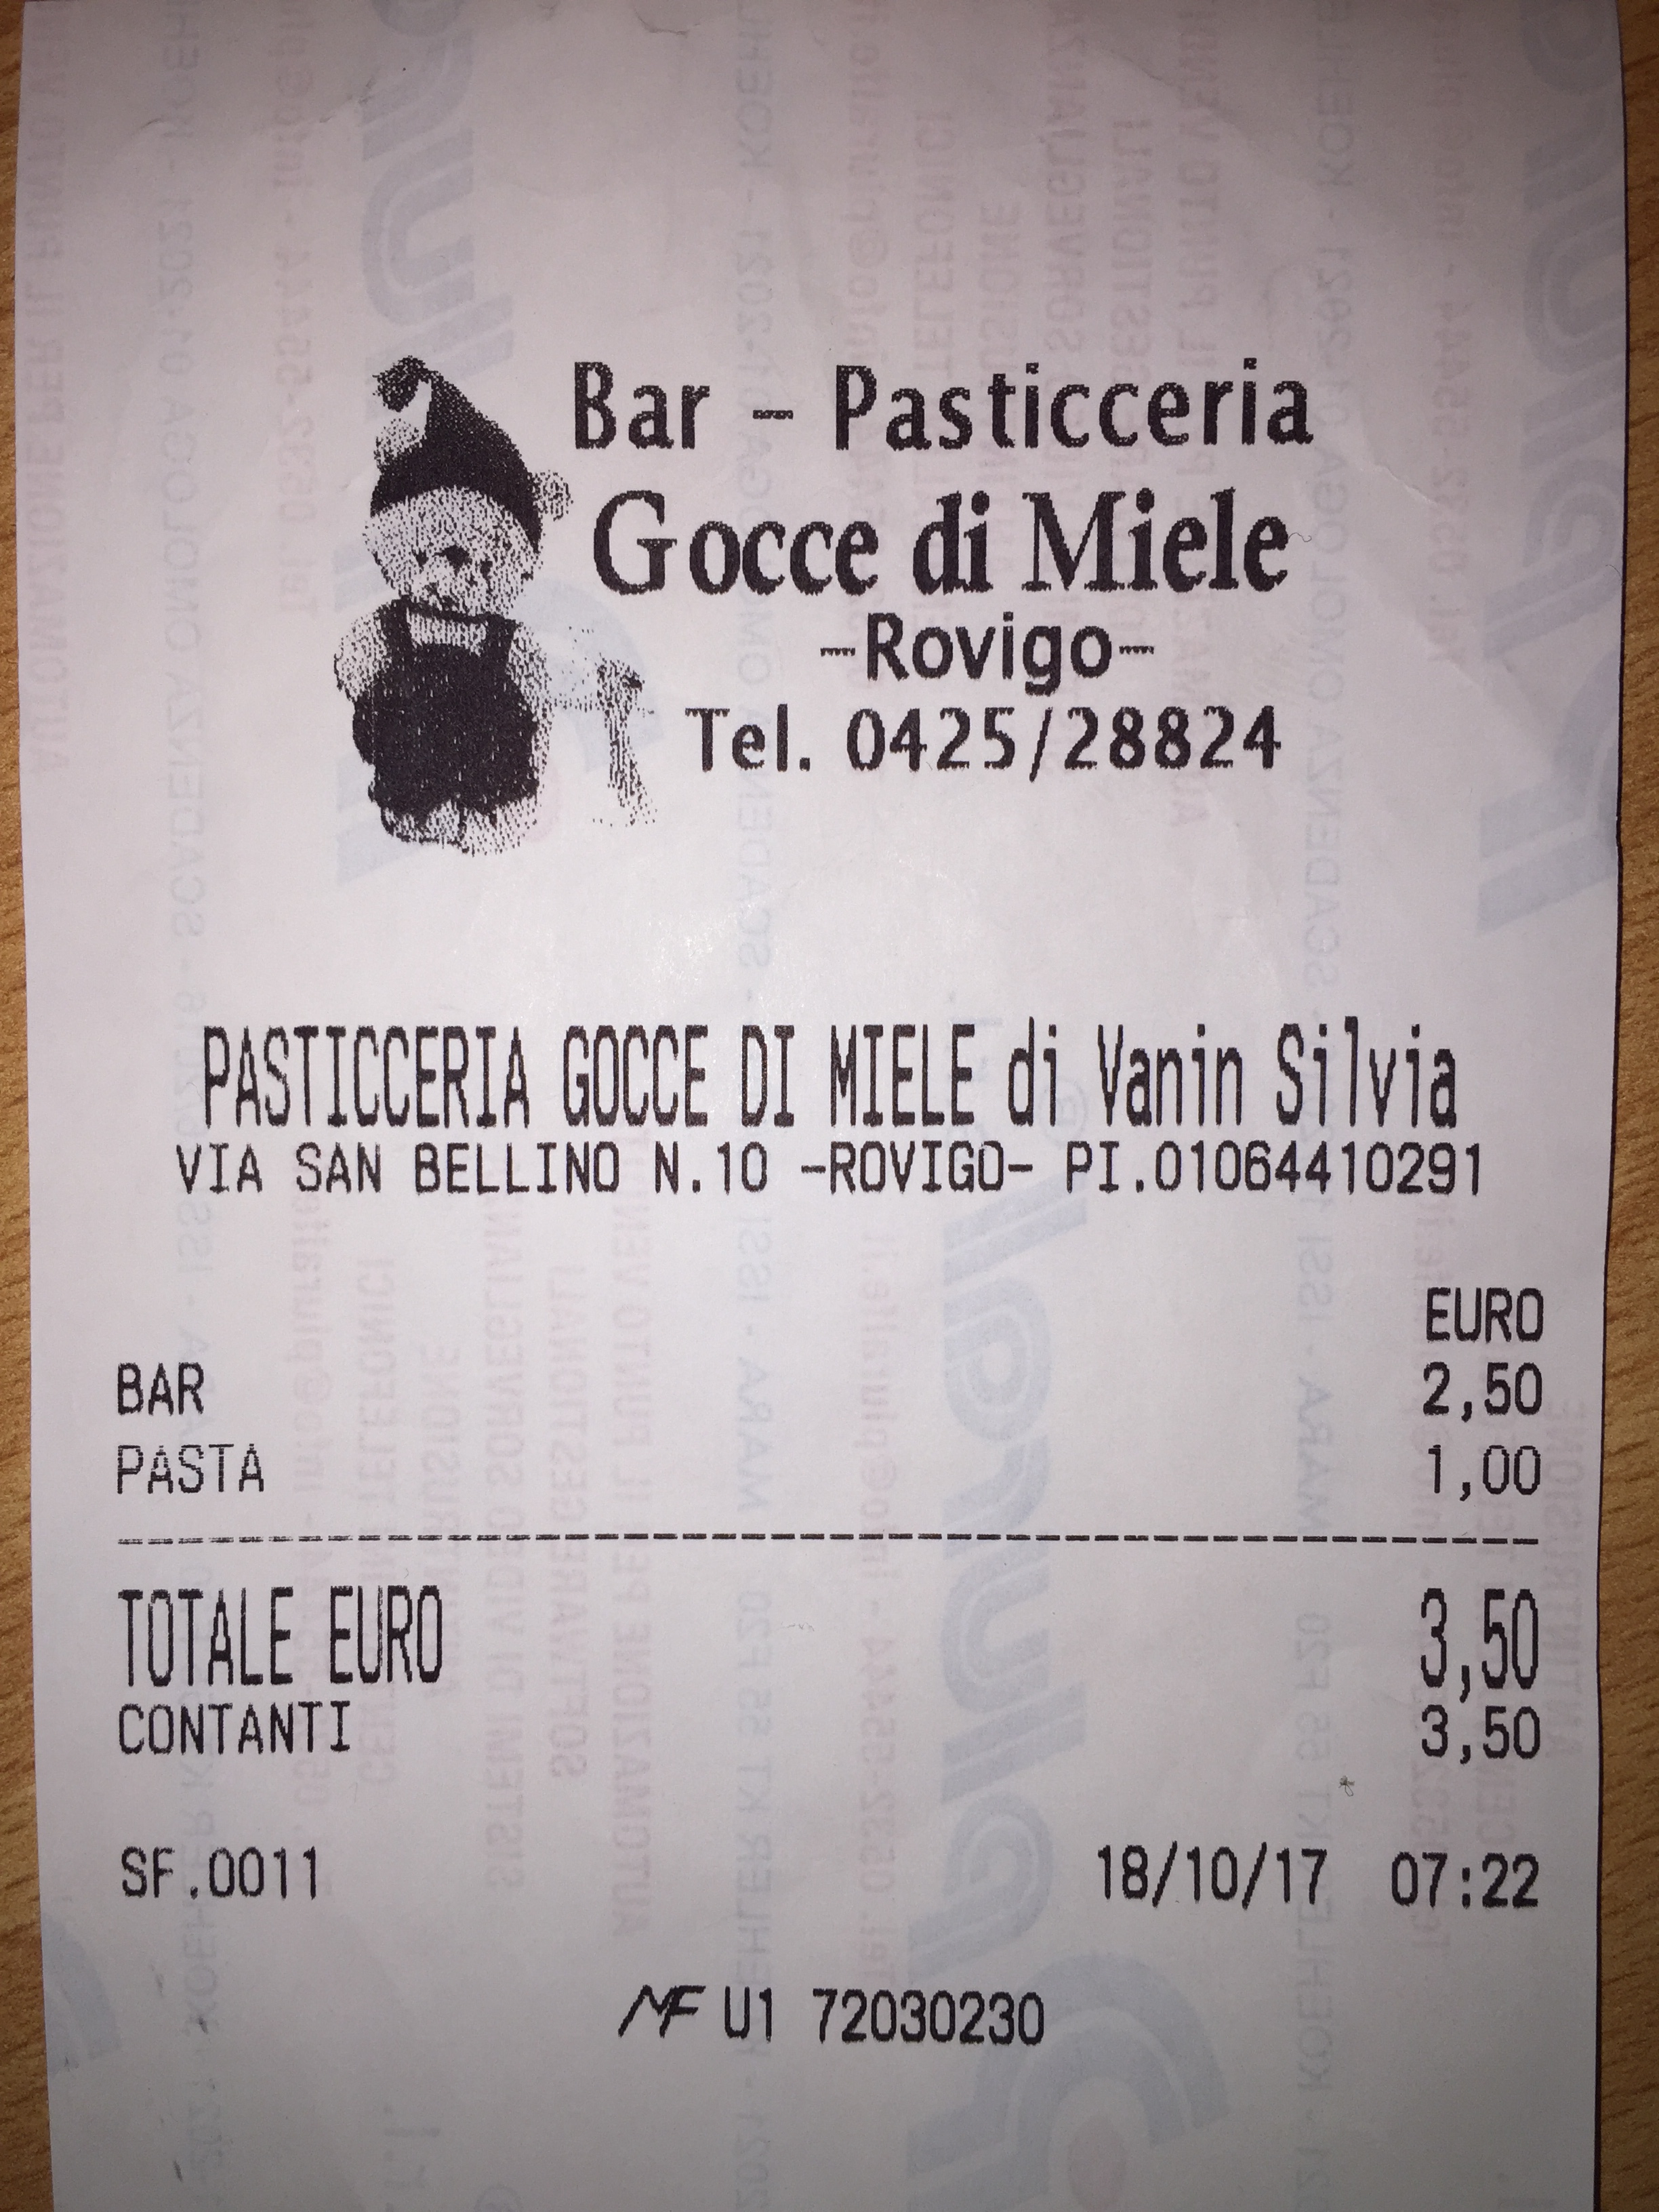 Bar - Pasticceria
Gocce di Miele
-Rovigo-
Tel. 0425/28824
PASTICCERIA GOCCE DI MIELE di Vanin Silvia
VIA SAN BELLINO N.10 -ROVIGO- PI.01064410291
EURO
BAR 2,50
PASTA 1,00
TOTALE EURO 3,50
CONTANTI 3,50
SF.0011 18/10/17 07:22
MF U1 72030230